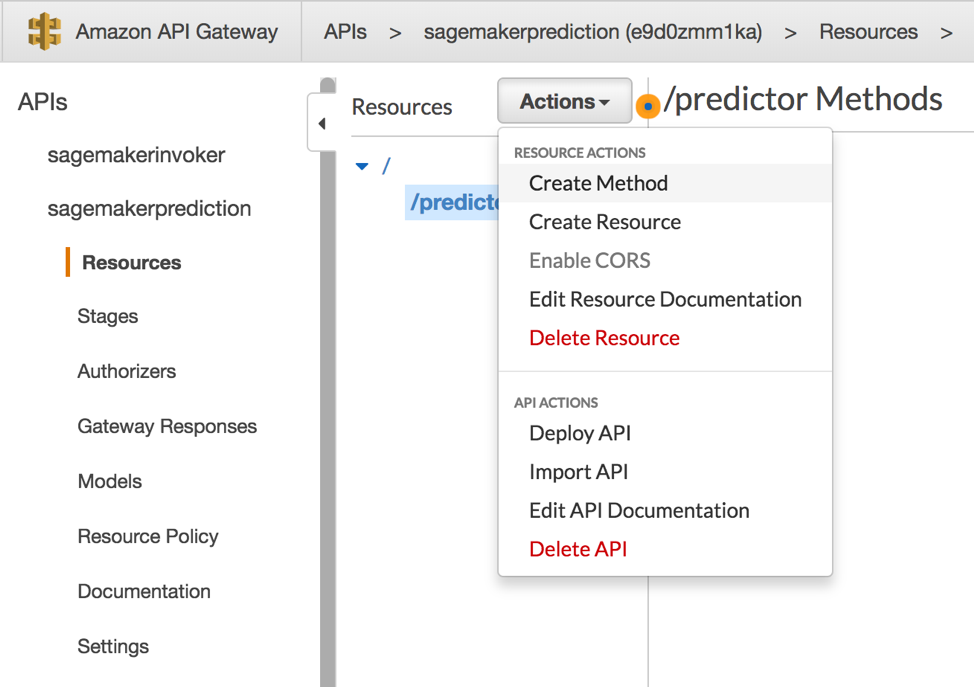 Amazon API Gateway
APIs > sagemakerprediction (e9d0zmm1ka) > Resources >
APIs
sagemakerinvoker
sagemakerprediction
Resources
Stages
Authorizers
Gateway Responses
Models
Resource Policy
Documentation
Settings
Resources
Actions
/
/predicto
/predictor Methods
RESOURCE ACTIONS
Create Method
Create Resource
Enable CORS
Edit Resource Documentation
Delete Resource
API ACTIONS
Deploy API
Import API
Edit API Documentation
Delete API